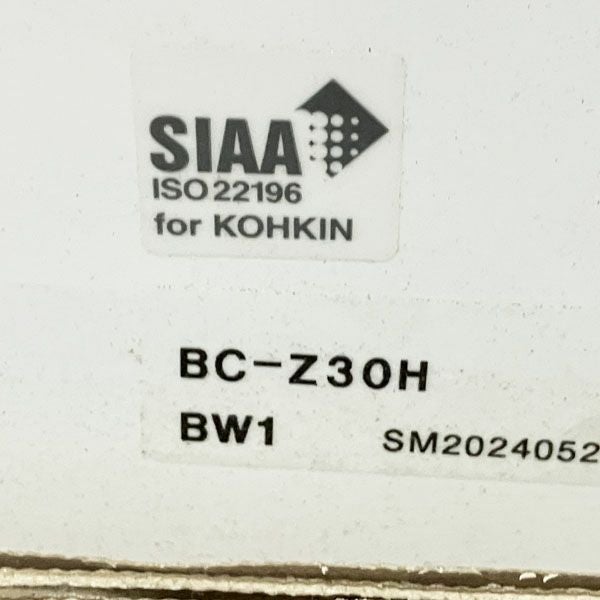 SIAA
ISO 22196
for KOHKIN
BC-Z30H
BW1 SM2024052